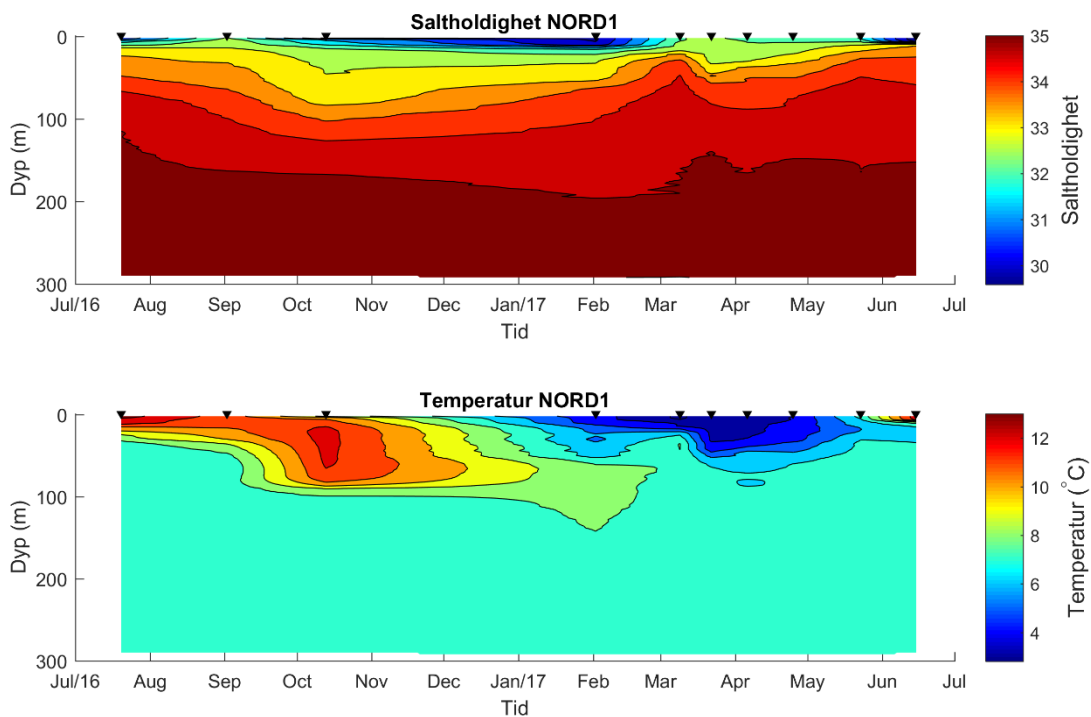 Saltholdighet NORD1
0
100
200
300
Dyp (m)
Jul/16 Aug Sep Oct Nov Dec Jan/17 Feb Mar Apr May Jun Jul
Tid
35
34
33
32
31
30
Saltholdighet
Temperatur NORD1
0
100
200
300
Dyp (m)
Jul/16 Aug Sep Oct Nov Dec Jan/17 Feb Mar Apr May Jun Jul
Tid
12
10
8
6
4
Temperatur (°C)